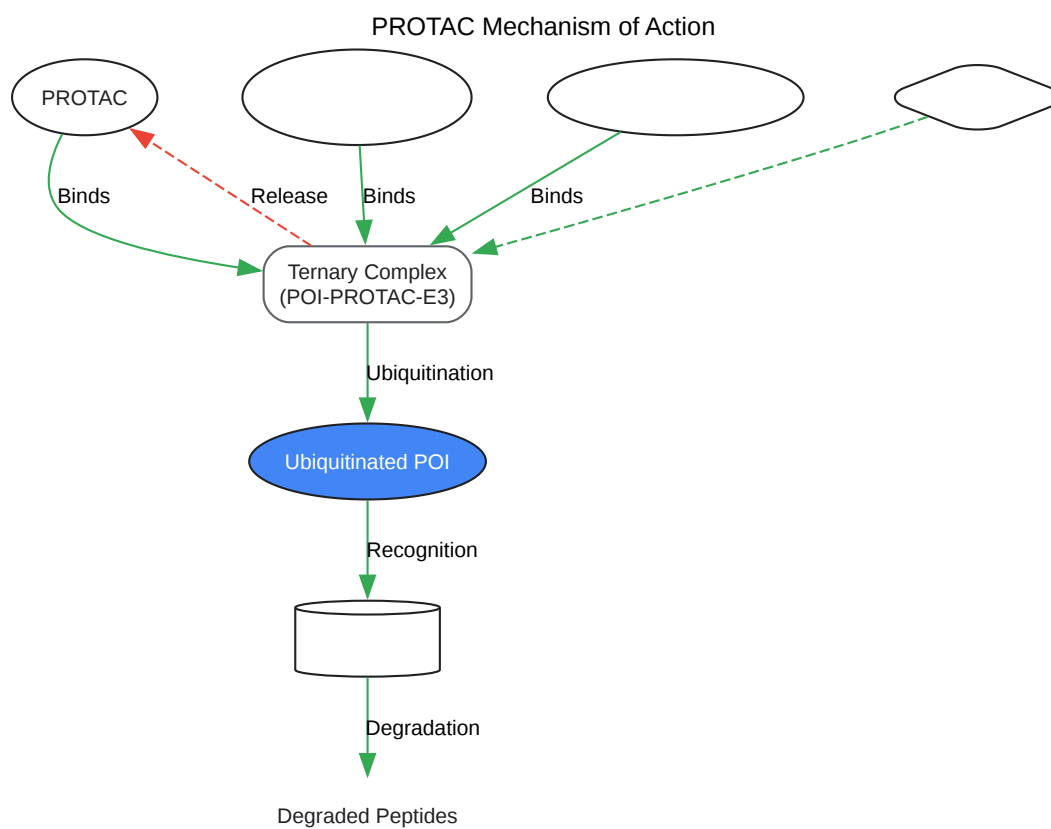 PROTAC Mechanism of Action
PROTAC
Binds
Release
Binds
Binds
Ternary Complex
(POI-PROTAC-E3)
Ubiquitination
Ubiquitinated POI
Recognition
Degradation
Degraded Peptides